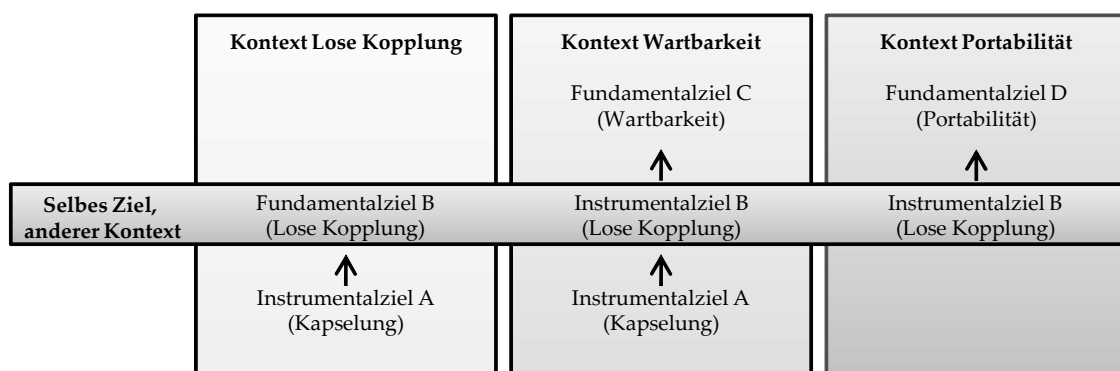 Kontext Lose Kopplung
Kontext Wartbarkeit
Kontext Portabilität
Fundamentalziel C
(Wartbarkeit)
Fundamentalziel D
(Portabilität)
Selbes Ziel,
anderer Kontext
Fundamentalziel B
(Lose Kopplung)
Instrumentalziel B
(Lose Kopplung)
Instrumentalziel B
(Lose Kopplung)
Instrumentalziel A
(Kapselung)
Instrumentalziel A
(Kapselung)